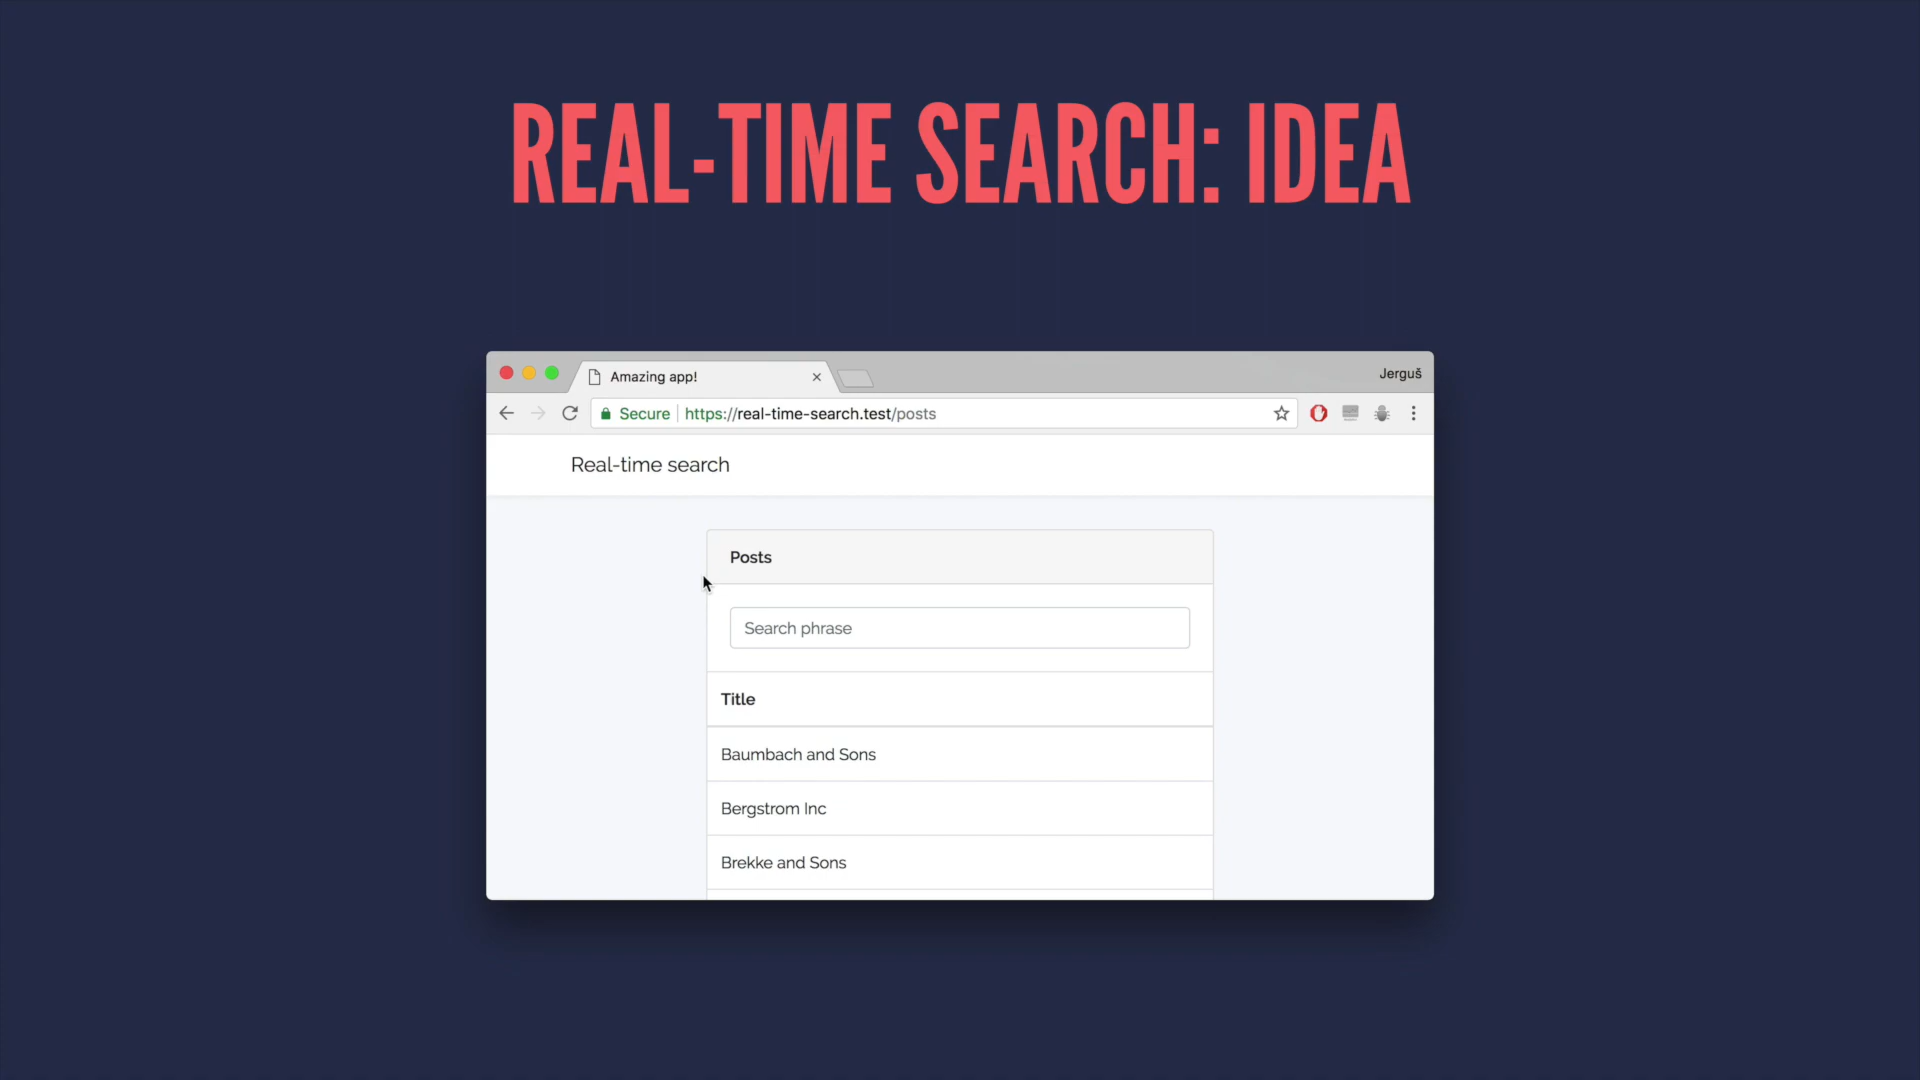 REAL-TIME SEARCH: IDEA
Amazing app!
Jerguš
Secure https://real-time-search.test/posts
Real-time search
Posts
Search phrase
Title
Baumbach and Sons
Bergstrom Inc
Brekke and Sons